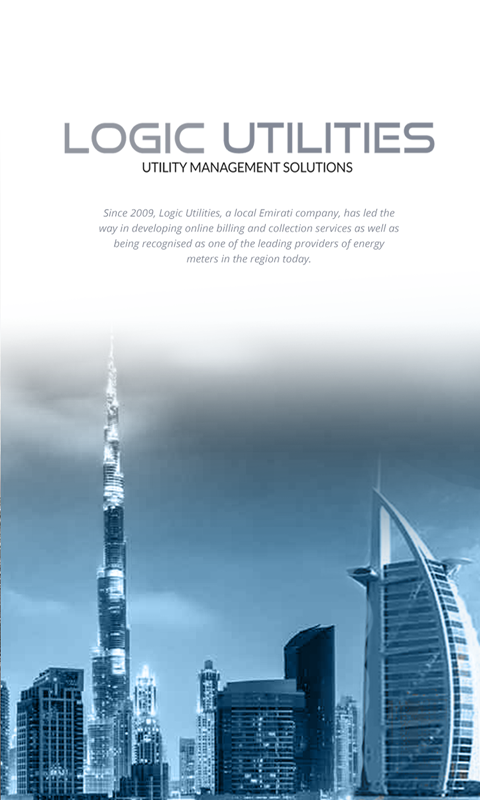 LOGIC UTILITIES
UTILITY MANAGEMENT SOLUTIONS
Since 2009, Logic Utilities, a local Emirati company, has led the
way in developing online billing and collection services as well as
being recognised as one of the leading providers of energy
meters in the region today.